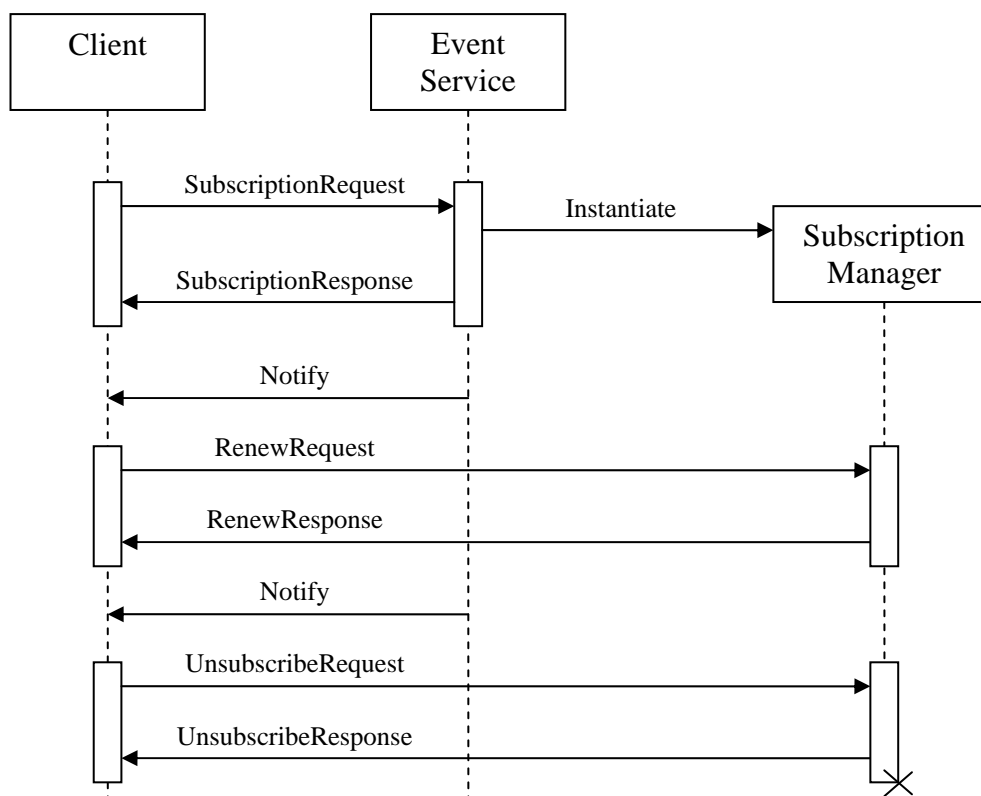 Client
Event
Service
SubscriptionRequest
Instantiate
Subscription
Manager
SubscriptionResponse
Notify
RenewRequest
RenewResponse
Notify
UnsubscribeRequest
UnsubscribeResponse